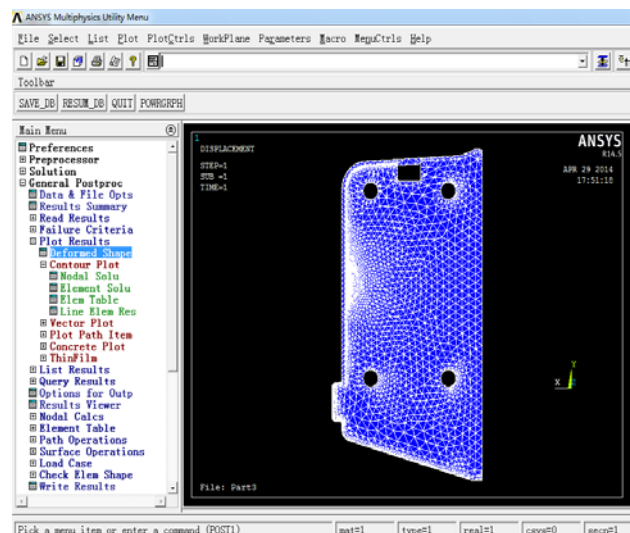 ANSYS Multiphysics Utility Menu
File Select List Plot PlotCtrls WorkPlane Parameters Macro MenuCtrls Help
Toolbar
SAVE_DB RESUM_DB QUIT POWRGRPH
Main Menu
Preferences
Preprocessor
Solution
General Postproc
Data & File Opts
Results Summary
Read Results
Failure Criteria
Plot Results
Deformed Shape
Contour Plot
Nodal Solu
Element Solu
Elem Table
Line Elem Res
Vector Plot
Plot Path Item
Concrete Plot
ThinFilm
List Results
Query Results
Options for Outp
Results Viewer
Nodal Calcs
Element Table
Path Operations
Surface Operations
Load Case
Check Elem Shape
Write Results
1
DISPLACEMENT
STEP=1
SUB =1
TIME=1
ANSYS
R14.5
APR 29 2014
17:51:18
Y
X
File: Part3
Pick a menu item or enter a command (POST1) mat=1 type=1 real=1 csys=0 secn=1